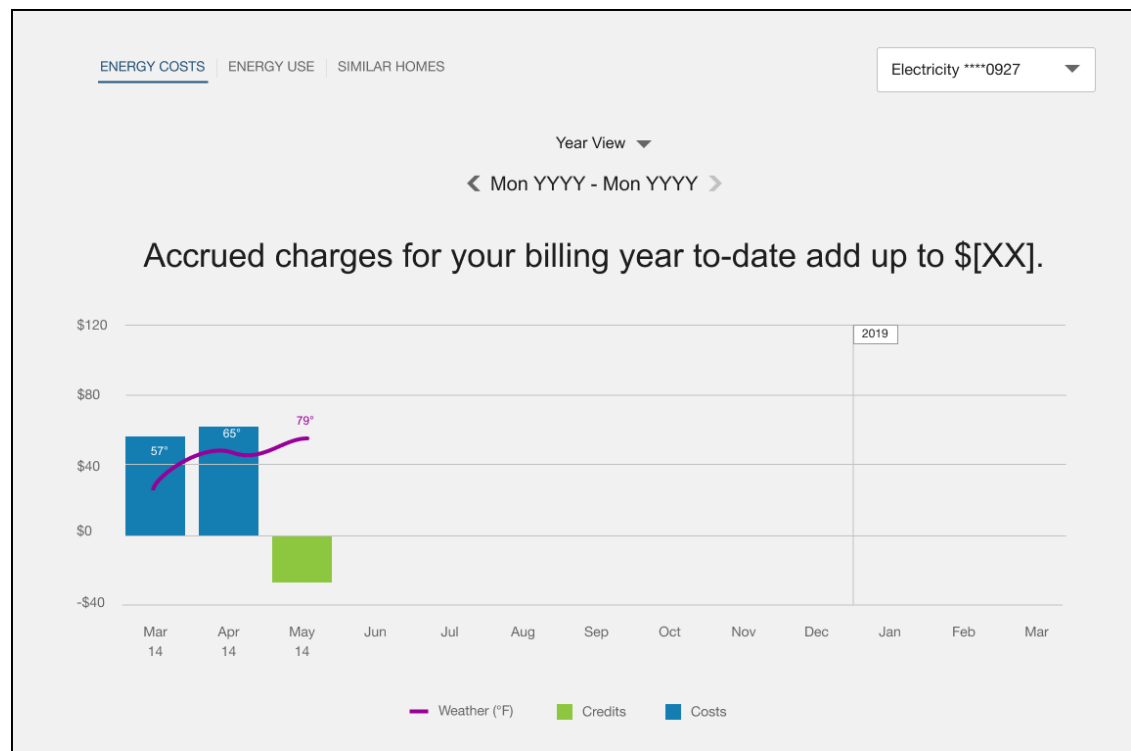 ENERGY COSTS ENERGY USE SIMILAR HOMES
Electricity ****0927
Year View
Mon YYYY - Mon YYYY
Accrued charges for your billing year to-date add up to $[XX].
$120
2019
$80
79°
65°
57°
$40
$0
-$40
Mar Apr May Jun Jul Aug Sep Oct Nov Dec Jan Feb Mar
14 14 14
Weather (°F) Credits Costs